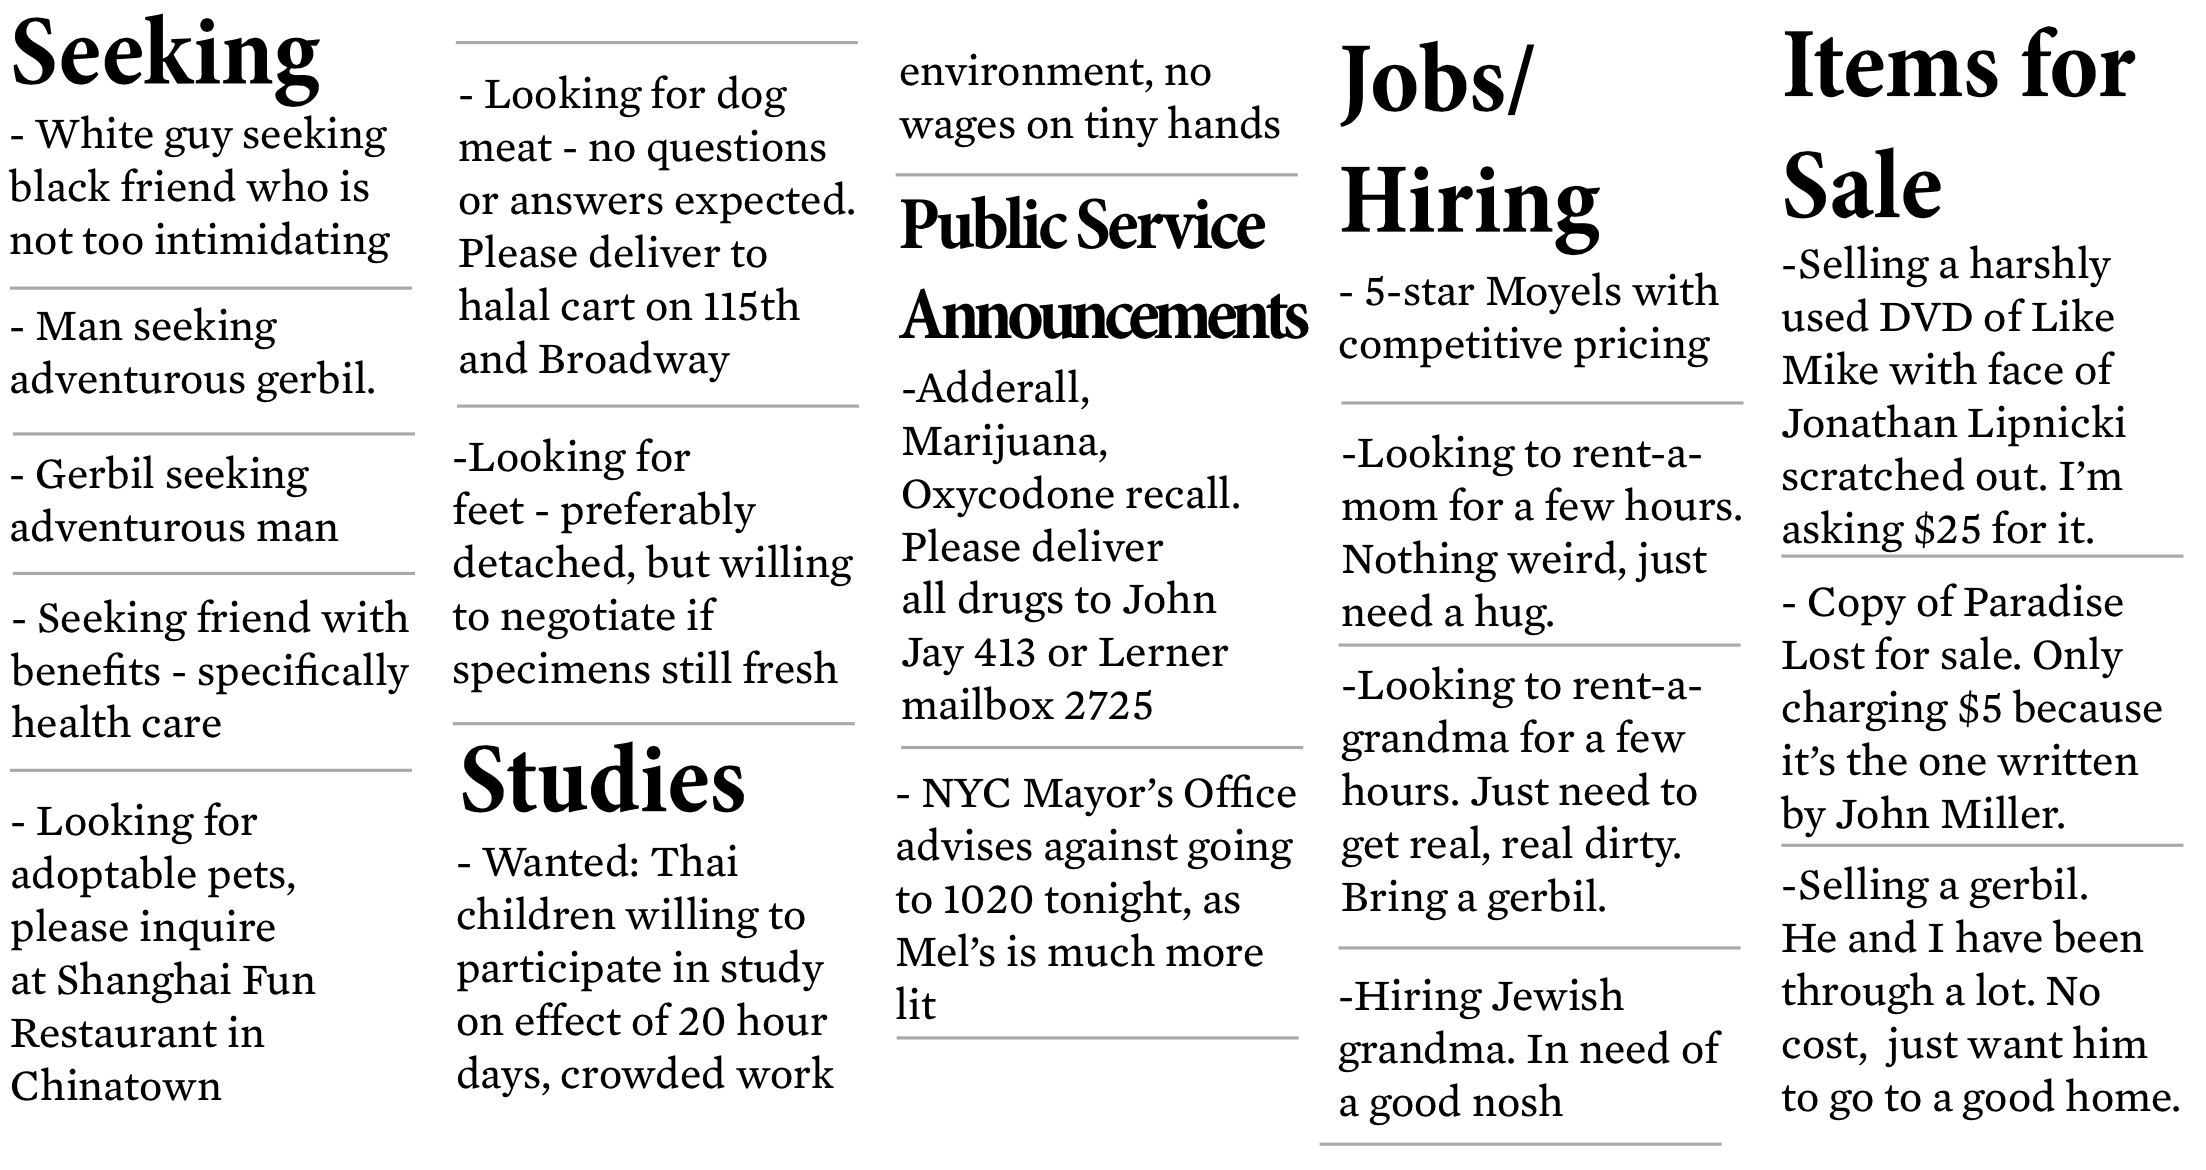 Seeking
- White guy seeking
black friend who is
not too intimidating
- Man seeking
adventurous gerbil.
- Gerbil seeking
adventurous man
- Seeking friend with
benefits - specifically
health care
- Looking for
adoptable pets,
please inquire
at Shanghai Fun
Restaurant in
Chinatown
- Looking for dog
meat - no questions
or answers expected.
Please deliver to
halal cart on 115th
and Broadway
-Looking for
feet - preferably
detached, but willing
to negotiate if
specimens still fresh
Studies
- Wanted: Thai
children willing to
participate in study
on effect of 20 hour
days, crowded work
environment, no
wages on tiny hands
Public Service
Announcements
-Adderall,
Marijuana,
Oxycodone recall.
Please deliver
all drugs to John
Jay 413 or Lerner
mailbox 2725
- NYC Mayor’s Office
advises against going
to 1020 tonight, as
Mel’s is much more
lit
Jobs/
Hiring
- 5-star Moyels with
competitive pricing
-Looking to rent-a-
mom for a few hours.
Nothing weird, just
need a hug.
-Looking to rent-a-
grandma for a few
hours. Just need to
get real, real dirty.
Bring a gerbil.
-Hiring Jewish
grandma. In need of
a good nosh
Items for
Sale
-Selling a harshly
used DVD of Like
Mike with face of
Jonathan Lipnicki
scratched out. I’m
asking $25 for it.
- Copy of Paradise
Lost for sale. Only
charging $5 because
it’s the one written
by John Miller.
-Selling a gerbil.
He and I have been
through a lot. No
cost,  just want him
to go to a good home.